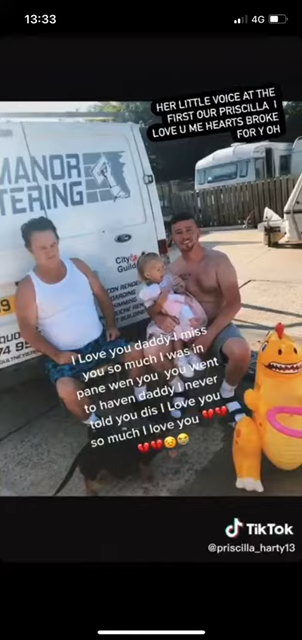 13:33
4G
HER LITTLE VOICE AT THE
FIRST OUR PRISCILLA I
LOVE U ME HEARTS BROKE
FOR Y OH
MANOR
TERING
City
Guild
I Love you daddy I miss
you so much I was in
pane wen you you went
to haven daddy I never
told you dis I Love you
so much I love you 💔💔
💔💔😟😢
TikTok
@priscilla_harty13